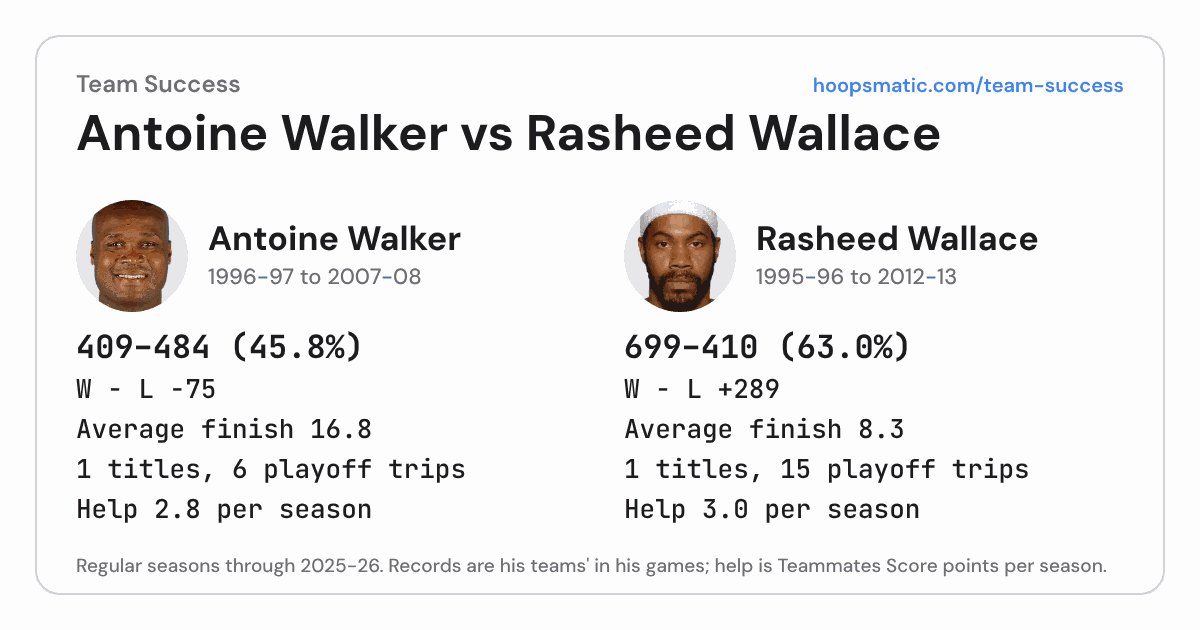 Team Success
hoopsmatic.com/team-success
Antoine Walker vs Rasheed Wallace
Antoine Walker
1996-97 to 2007-08
409-484 (45.8%)
W - L -75
Average finish 16.8
1 titles, 6 playoff trips
Help 2.8 per season
Rasheed Wallace
1995-96 to 2012-13
699-410 (63.0%)
W - L +289
Average finish 8.3
1 titles, 15 playoff trips
Help 3.0 per season
Regular seasons through 2025-26. Records are his teams' in his games; help is Teammates Score points per season.